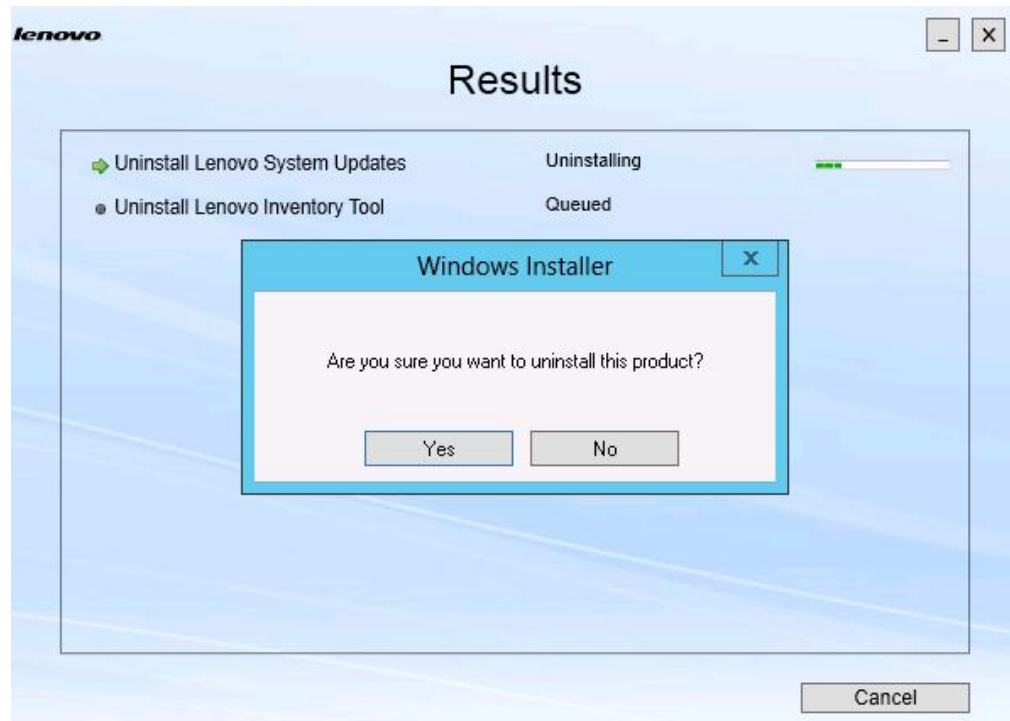 lenovo
Results
Uninstall Lenovo System Updates Uninstalling
Uninstall Lenovo Inventory Tool Queued
Windows Installer
Are you sure you want to uninstall this product?
Yes No
Cancel